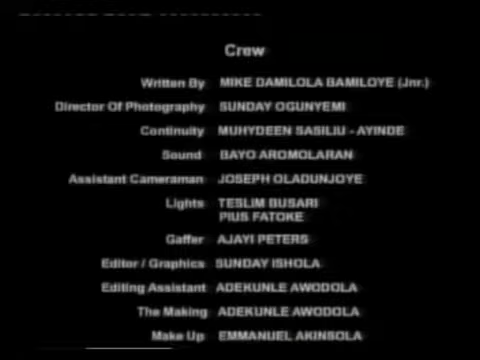 Crew
Written By MIKE DAMILOLA BAMILOYE (Jnr.)
Director Of Photography SUNDAY OGUNYEMI
Continuity MUHYDEEN SASILIU - AYINDE
Sound BAYO AROMOLARAN
Assistant Cameraman JOSEPH OLADUNJOYE
Lights TESLIM BUSARI
PIUS FATOKE
Gaffer AJAYI PETERS
Editor / Graphics SUNDAY ISHOLA
Editing Assistant ADEKUNLE AWODOLA
The Making ADEKUNLE AWODOLA
Make Up EMMANUEL AKINSOLA